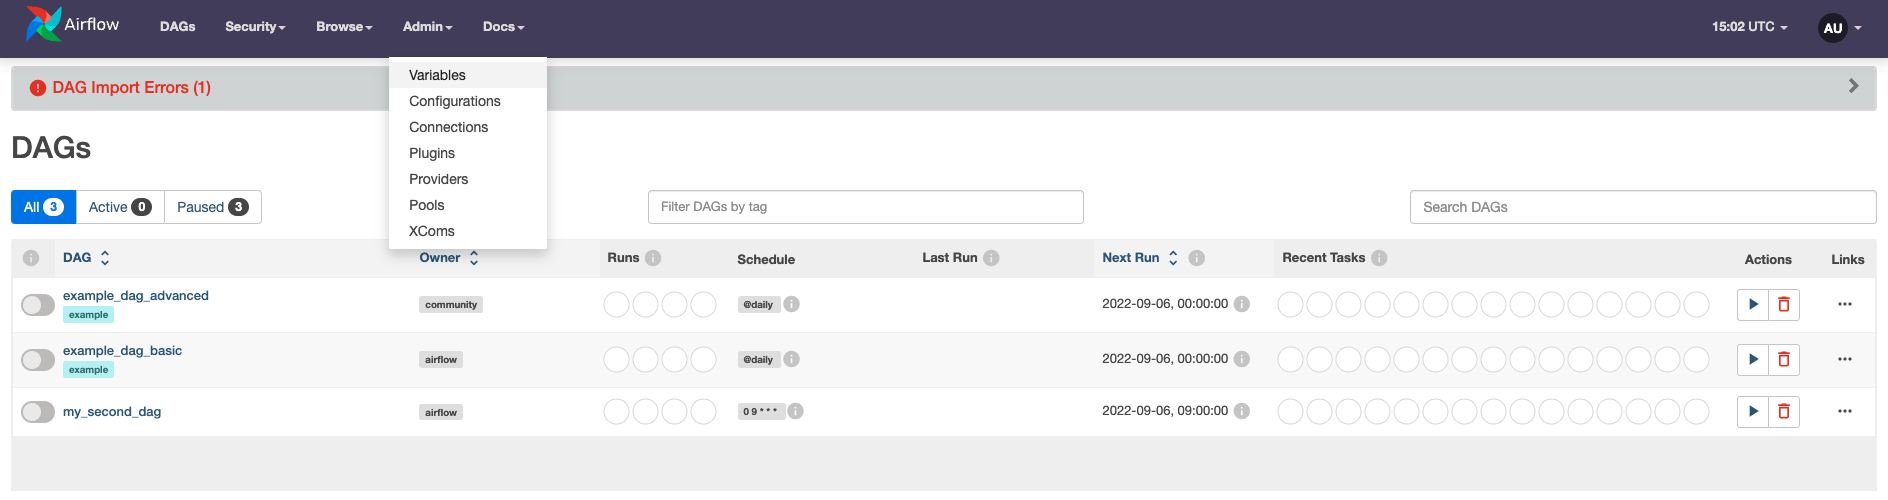 Airflow DAGs Security Browse Admin Docs 15:02 UTC AU
Variables
DAG Import Errors (1)
Configurations
Connections
DAGs
Plugins
Providers
All 3 Active 0 Paused 3 Pools Filter DAGs by tag Search DAGs
XComs
DAG Owner Runs Schedule Last Run Next Run Recent Tasks Actions Links
example_dag_advanced
example
community @daily 2022-09-06, 00:00:00
example_dag_basic
example
airflow @daily 2022-09-06, 00:00:00
my_second_dag airflow 0 9 * * * 2022-09-06, 09:00:00